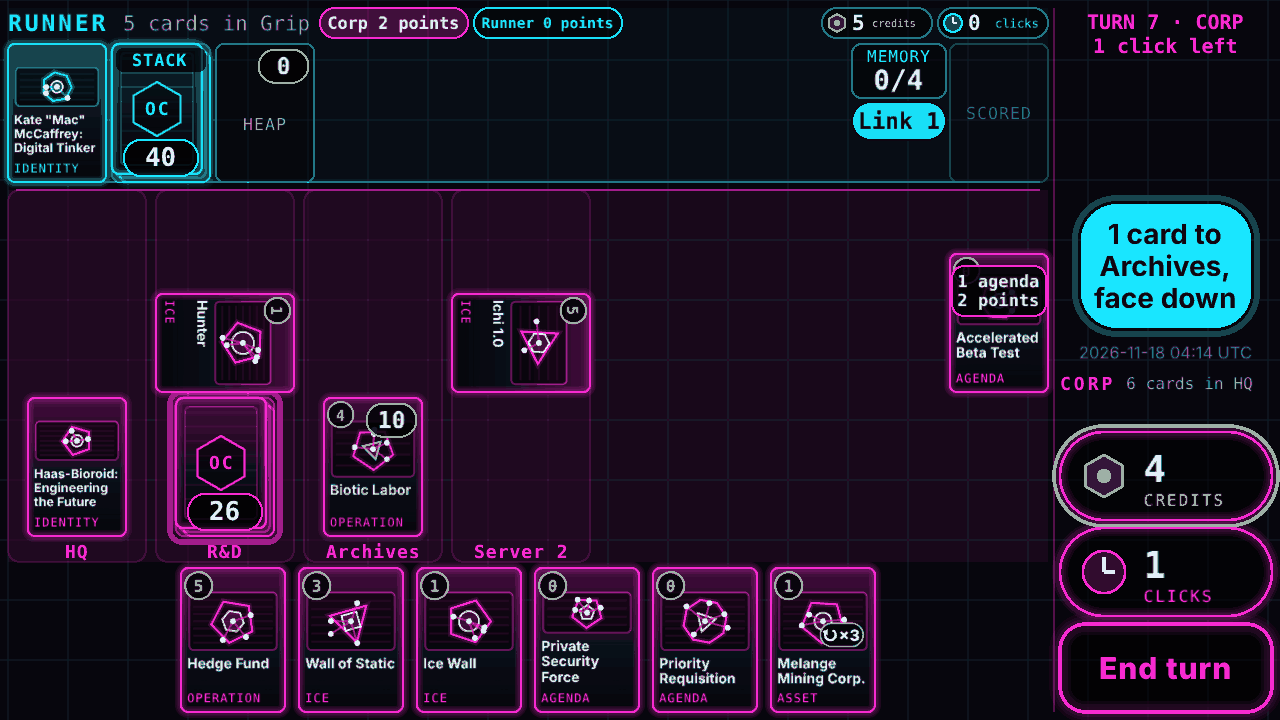 RUNNER 5 cards in Grip Corp 2 points Runner 0 points 5 credits 0 clicks
TURN 7 · CORP
1 click left
Kate "Mac"
McCaffrey:
Digital Tinker
IDENTITY
STACK
OC
40
0
HEAP
MEMORY
0/4
Link 1
SCORED
1 card to
Archives,
face down
2026-11-18 04:14 UTC
CORP 6 cards in HQ
ICE
Hunter
1
ICE
Ichi 1.0
5
1 agenda
2 points
Accelerated
Beta Test
AGENDA
Haas-Bioroid:
Engineering
the Future
IDENTITY
HQ
OC
26
R&D
4
10
Biotic Labor
OPERATION
Archives
Server 2
4
CREDITS
1
CLICKS
End turn
5
Hedge Fund
OPERATION
3
Wall of Static
ICE
1
Ice Wall
ICE
0
Private
Security
Force
AGENDA
0
Priority
Requisition
AGENDA
1
×3
Melange
Mining Corp.
ASSET